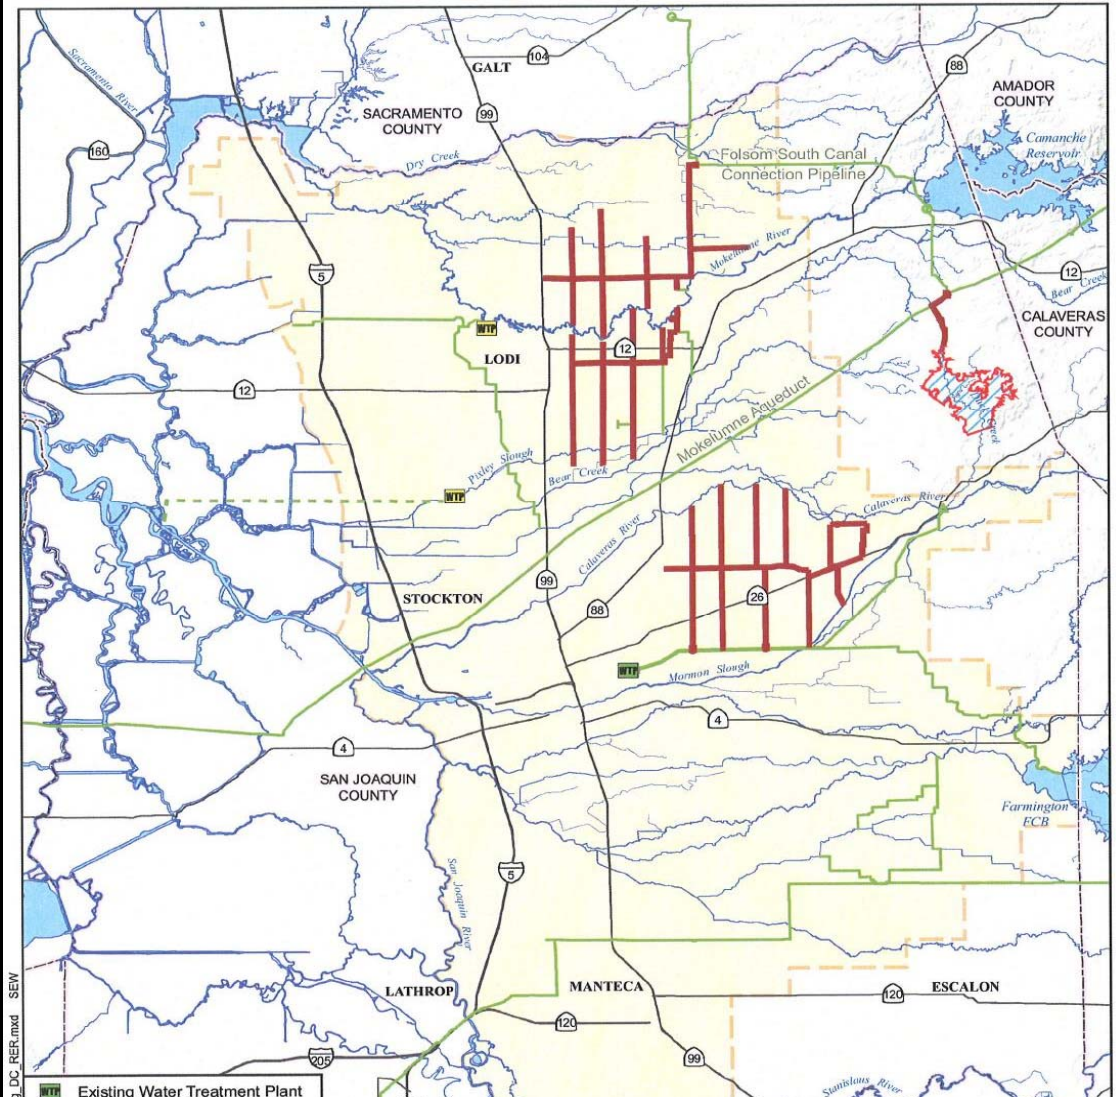 GALT
104
88
AMADOR
COUNTY
SACRAMENTO
COUNTY
99
Sacramento River
160
Camanche
Reservoir
Dry Creek
Folsom South Canal
Connection Pipeline
Mokelumne River
5
12
Bear Creek
CALAVERAS
COUNTY
WTP
LODI
12
12
Mokelumne Aqueduct
Creek
Pixley Slough
Bear Creek
WTP
Calaveras River
Calaveras River
99
STOCKTON
88
26
WTP
Mormon Slough
4
4
SAN JOAQUIN
COUNTY
Farmington
FCB
5
San Joaquin River
LATHROP
MANTECA
120
ESCALON
120
205
99
Stanislaus River
DC_RER.mxd SEW
WTP Existing Water Treatment Plant